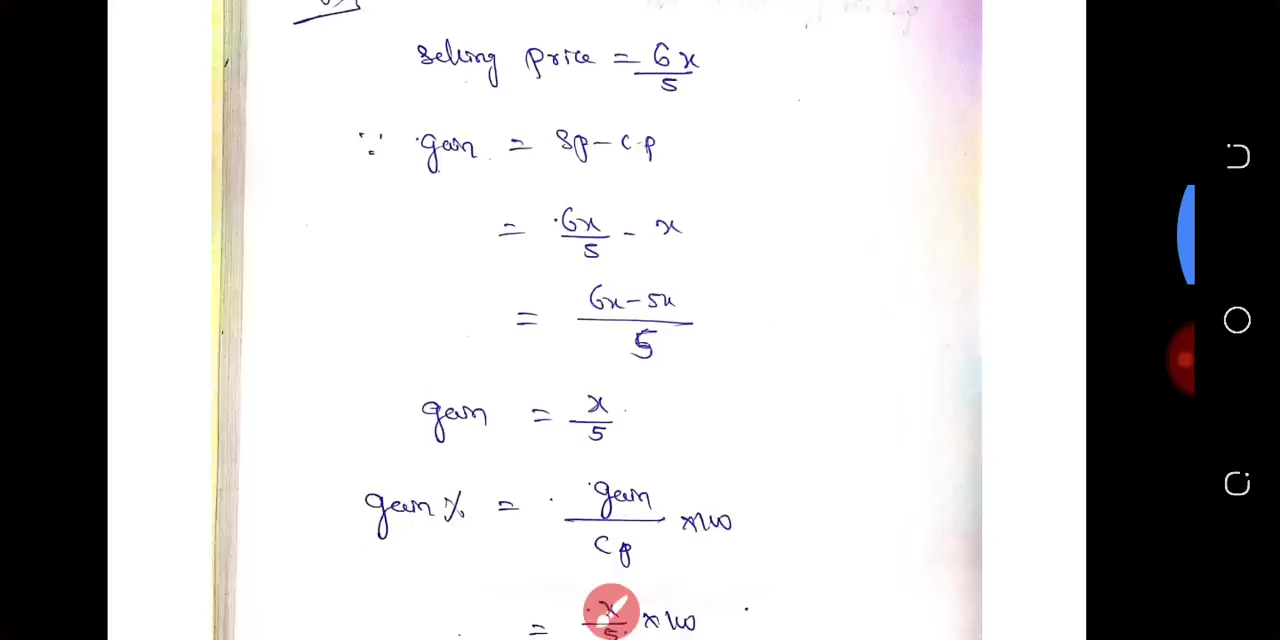 selling price = 6x/5
∵ gain = SP - C.P
= 6x/5 - x
= 6x - 5x/5
gain = x/5
gain % = gain/CP × 100
= x/5 × 100